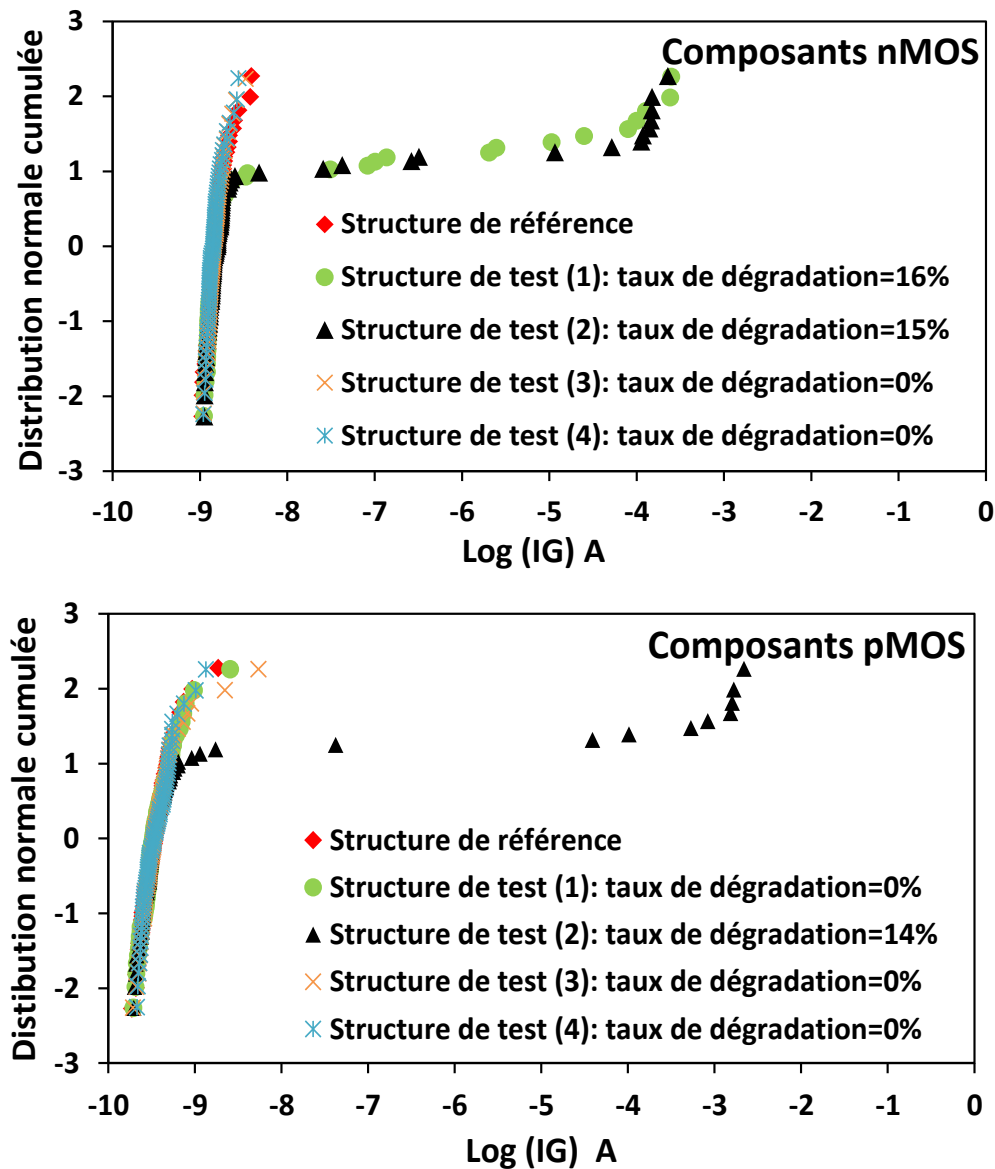 Composants nMOS
Distribution normale cumulée
3
2
1
0
-1
-2
-3
Structure de référence
Structure de test (1): taux de dégradation=16%
Structure de test (2): taux de dégradation=15%
Structure de test (3): taux de dégradation=0%
Structure de test (4): taux de dégradation=0%
-10 -9 -8 -7 -6 -5 -4 -3 -2 -1 0
Log (IG) A
Composants pMOS
Distibution normale cumulée
3
2
1
0
-1
-2
-3
Structure de référence
Structure de test (1): taux de dégradation=0%
Structure de test (2): taux de dégradation=14%
Structure de test (3): taux de dégradation=0%
Structure de test (4): taux de dégradation=0%
-10 -9 -8 -7 -6 -5 -4 -3 -2 -1 0
Log (IG) A